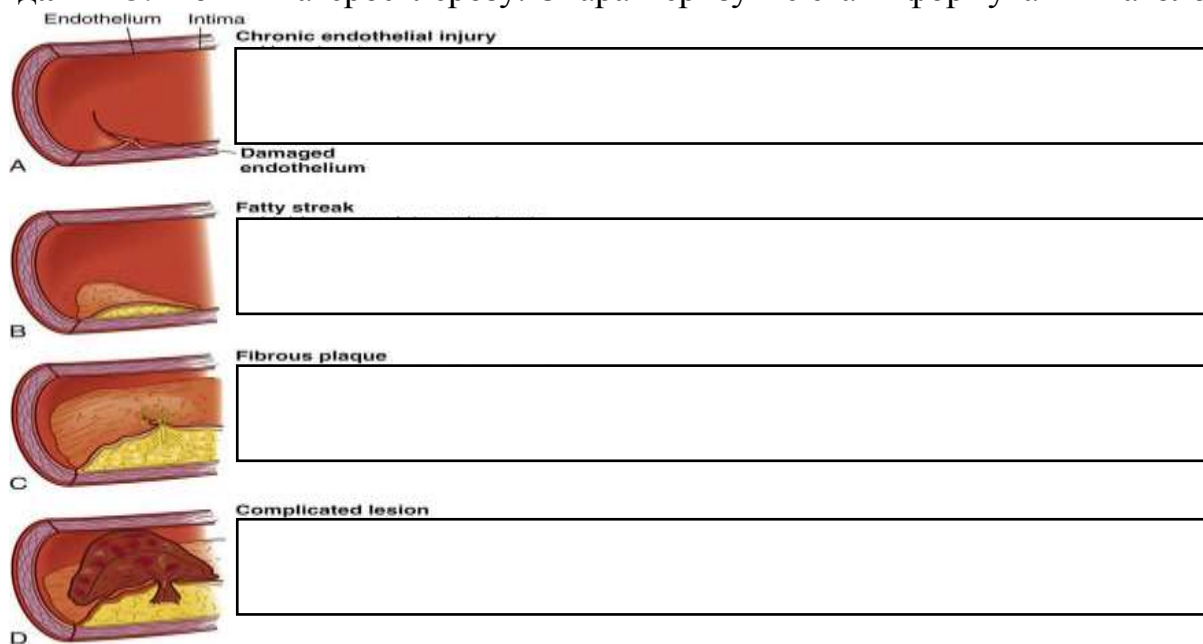 Endothelium Intima
Chronic endothelial injury
Damaged
endothelium
A
Fatty streak
B
Fibrous plaque
C
Complicated lesion
D